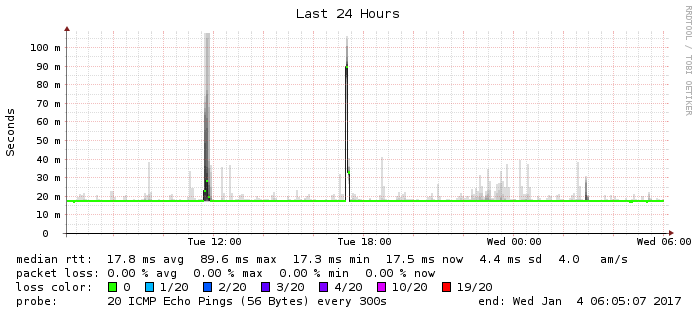 Last 24 Hours
RRDTOOL / TOBI OETIKER
Seconds
100 m
90 m
80 m
70 m
60 m
50 m
40 m
30 m
20 m
10 m
0
Tue 12:00 Tue 18:00 Wed 00:00 Wed 06:00
median rtt: 17.8 ms avg 89.6 ms max 17.3 ms min 17.5 ms now 4.4 ms sd 4.0 am/s
packet loss: 0.00 % avg 0.00 % max 0.00 % min 0.00 % now
loss color: 0 1/20 2/20 3/20 4/20 10/20 19/20
probe: 20 ICMP Echo Pings (56 Bytes) every 300s end: Wed Jan 4 06:05:07 2017